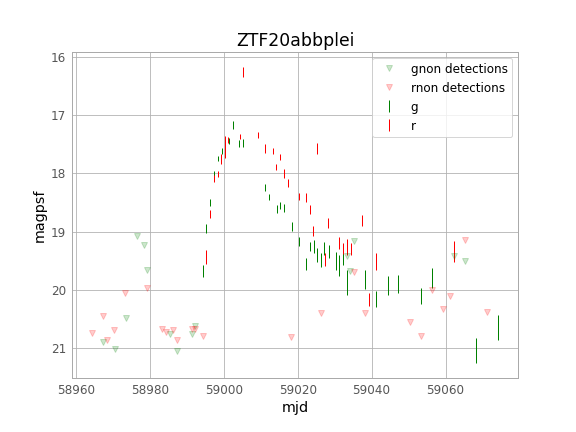 ZTF20abbplei
16
17
18
19
20
21
magpsf
gnon detections
rnon detections
g
r
58960 58980 59000 59020 59040 59060
mjd